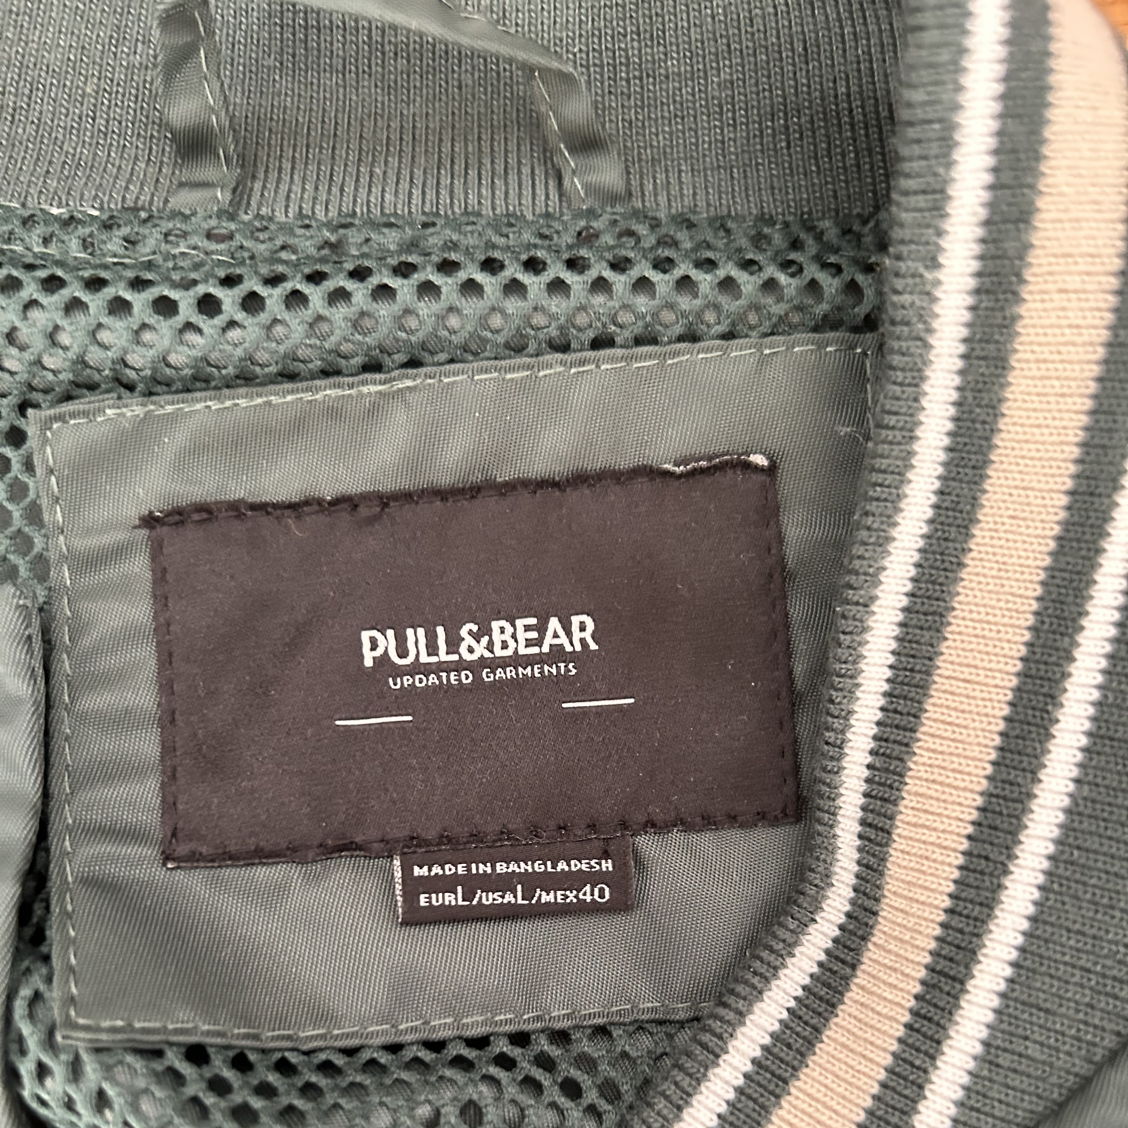 PULL&BEAR
UPDATED GARMENTS
MADE IN BANGLADESH
EURL/USAL/MEX40